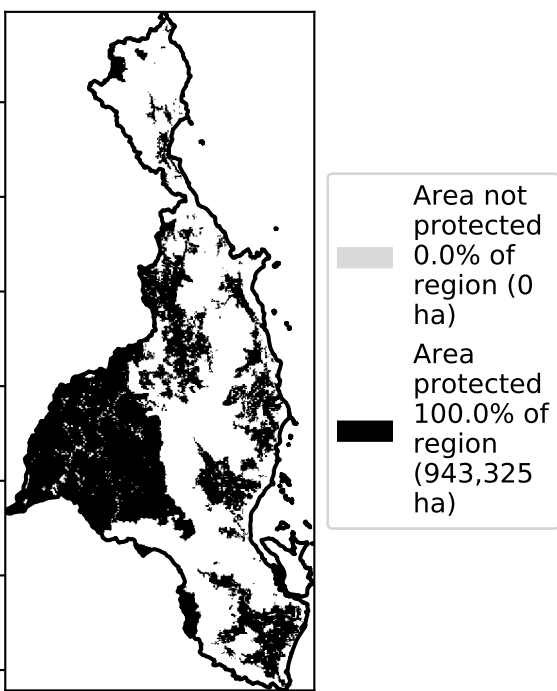 Area not
protected
0.0% of
region (0
ha)
Area
protected
100.0% of
region
(943,325
ha)